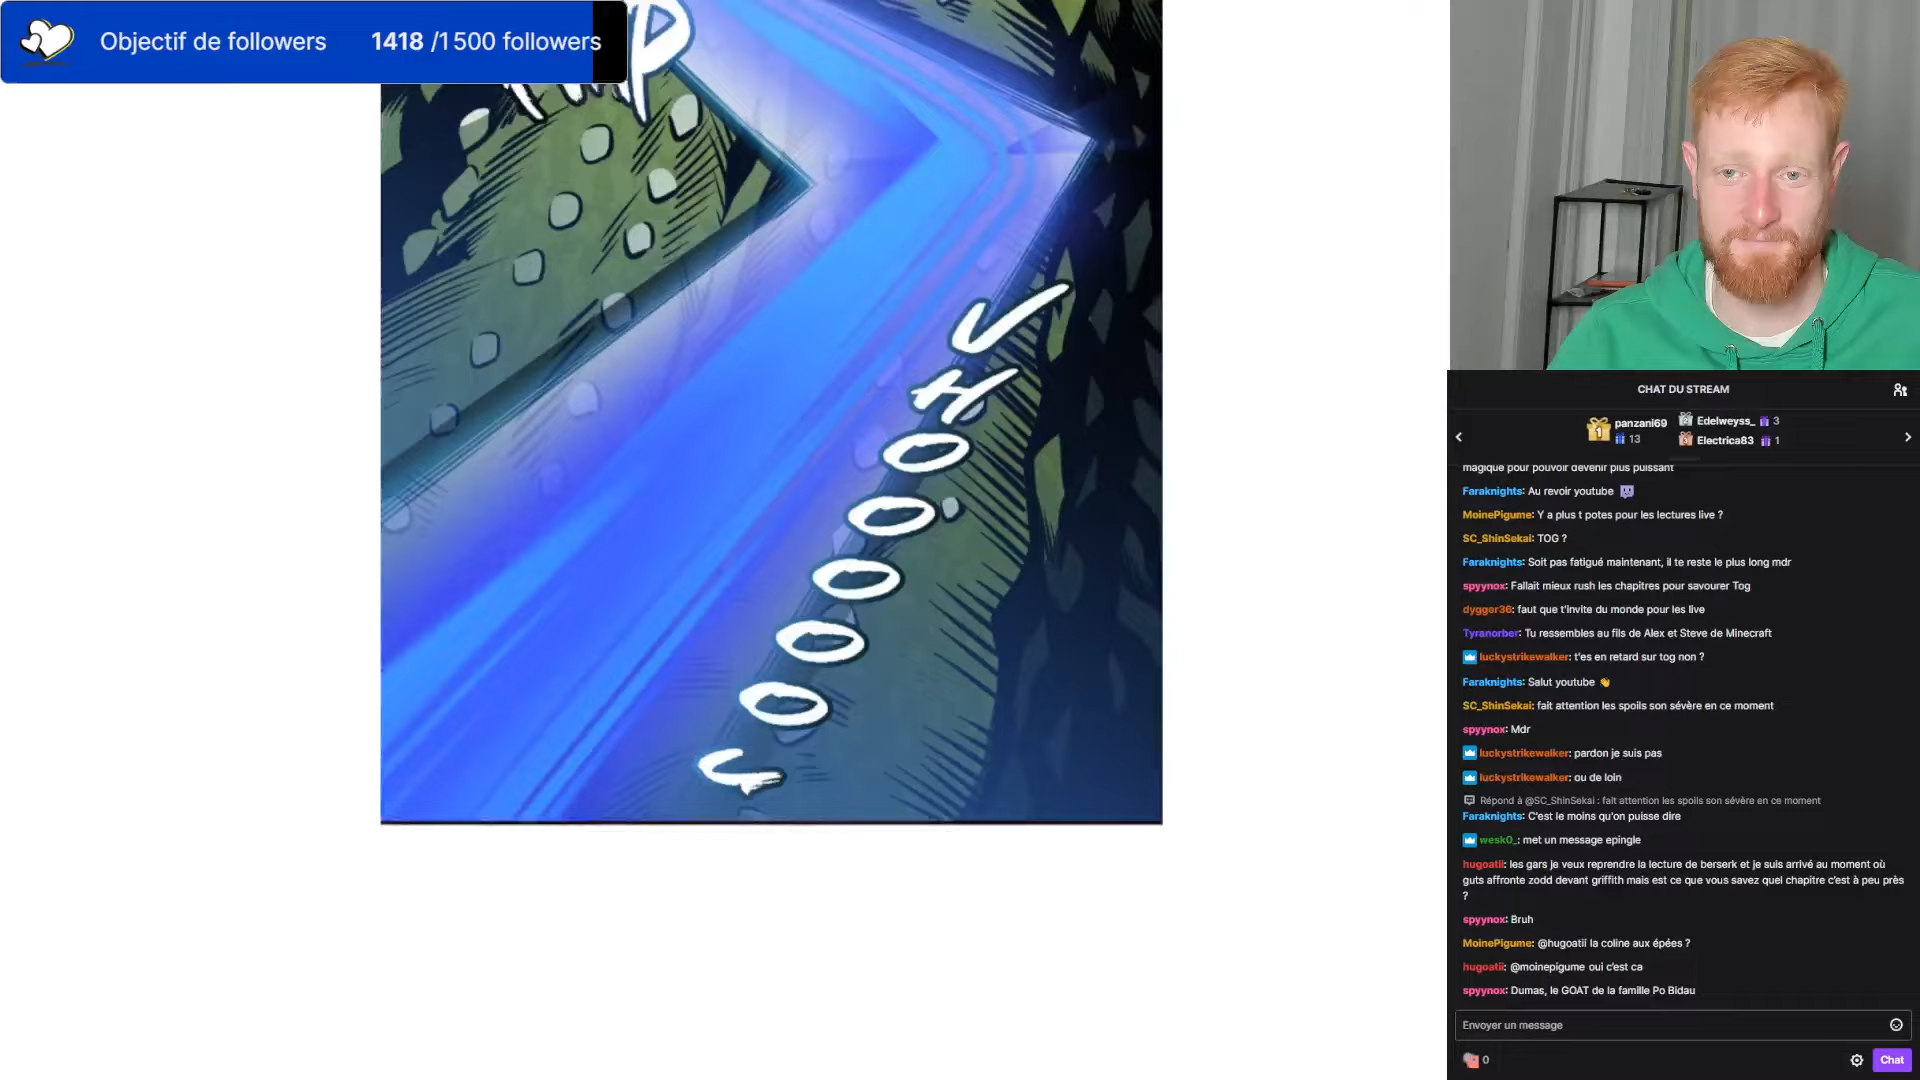 Objectif de followers 1418 /1500 followers
VHOOOOO
CHAT DU STREAM
panzani69 13
Edelweyss_ 3
Electrica83 1
magique pour pouvoir devenir plus puissant
Faraknights: Au revoir youtube
MoinePigume: Y a plus t potes pour les lectures live ?
SC_ShinSekai: TOG ?
Faraknights: Soit pas fatigué maintenant, il te reste le plus long mdr
spyynox: Fallait mieux rush les chapitres pour savourer Tog
dygger36: faut que t'invite du monde pour les live
Tyranorber: Tu ressembles au fils de Alex et Steve de Minecraft
luckystrikewalker: t'es en retard sur tog non ?
Faraknights: Salut youtube 👋
SC_ShinSekai: fait attention les spoils son sévère en ce moment
spyynox: Mdr
luckystrikewalker: pardon je suis pas
luckystrikewalker: ou de loin
Répond à @SC_ShinSekai : fait attention les spoils son sévère en ce moment
Faraknights: C'est le moins qu'on puisse dire
wesk0_: met un message epingle
hugoatii: les gars je veux reprendre la lecture de berserk et je suis arrivé au moment où
guts affronte zodd devant griffith mais est ce que vous savez quel chapitre c'est à peu près
?
spyynox: Bruh
MoinePigume: @hugoatii la coline aux épées ?
hugoatii: @moinepigume oui c'est ca
spyynox: Dumas, le GOAT de la famille Po Bidau
Envoyer un message
0
Chat